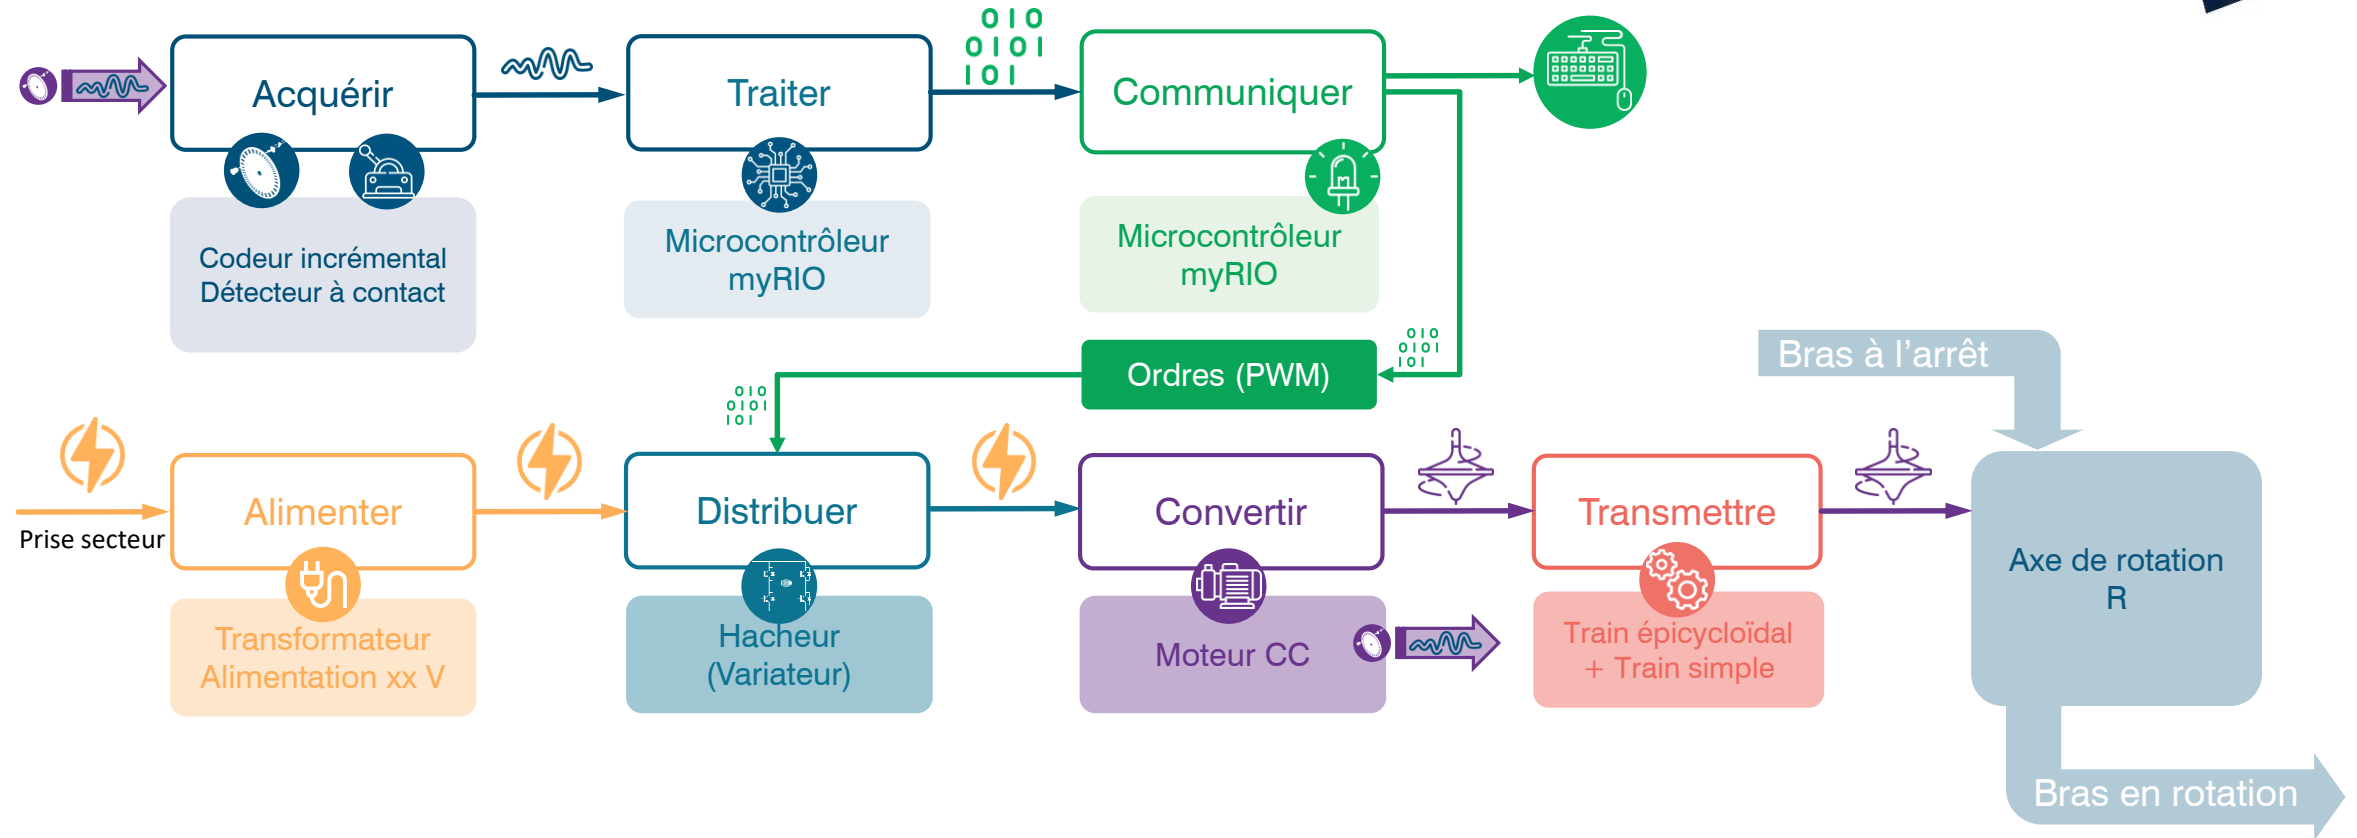 010
0101
101
Acquérir
Traiter
Communiquer
Codeur incrémental
Détecteur à contact
Microcontrôleur
myRIO
Microcontrôleur
myRIO
Ordres (PWM)
010
0101
101
010
0101
101
Bras à l'arrêt
Prise secteur
Alimenter
Distribuer
Convertir
Transmettre
Axe de rotation
R
Transformateur
Alimentation xx V
Hacheur
(Variateur)
Moteur CC
Train épicycloïdal
+ Train simple
Bras en rotation